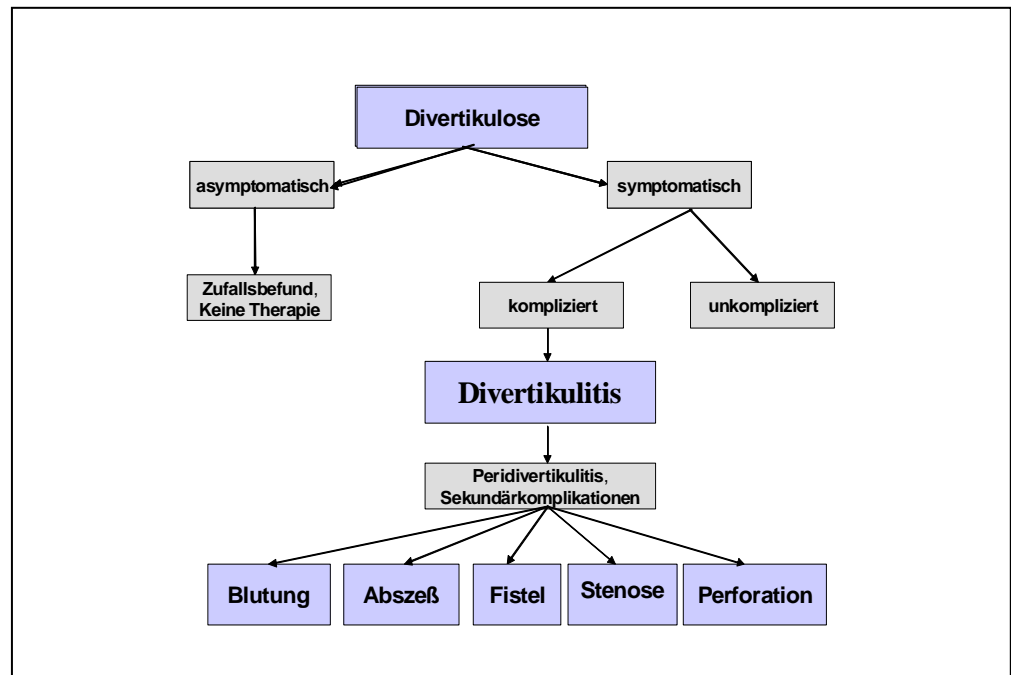 Divertikulose
asymptomatisch
symptomatisch
Zufallsbefund,
Keine Therapie
kompliziert
unkompliziert
Divertikulitis
Peridivertikulitis,
Sekundärkomplikationen
Blutung
Abszeß
Fistel
Stenose
Perforation